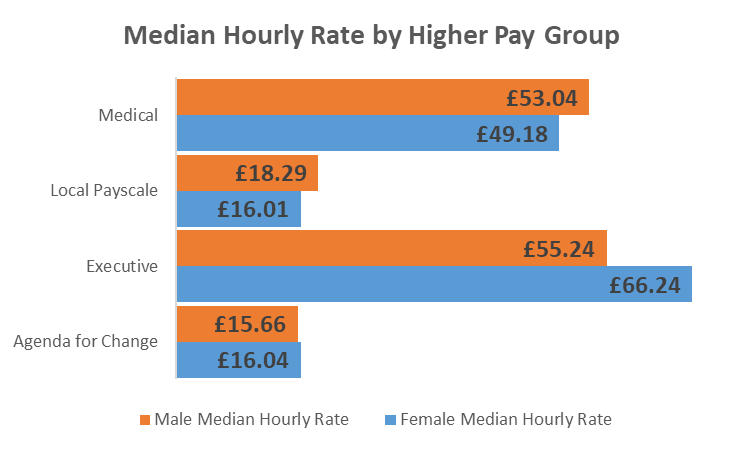 Median Hourly Rate by Higher Pay Group
Medical
£53.04
£49.18
Local Payscale
£18.29
£16.01
Executive
£55.24
£66.24
Agenda for Change
£15.66
£16.04
Male Median Hourly Rate
Female Median Hourly Rate